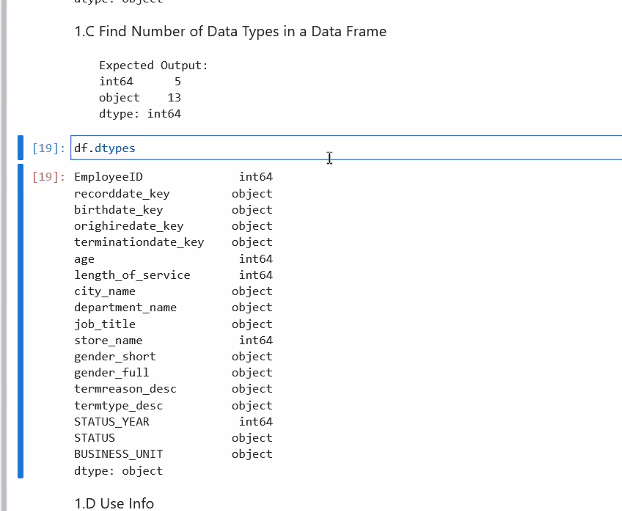 dtype: object
1.C Find Number of Data Types in a Data Frame
Expected Output:
int64 5
object 13
dtype: int64
[19]: df.dtypes
[19]: EmployeeID int64
recorddate_key object
birthdate_key object
orighiredate_key object
terminationdate_key object
age int64
length_of_service int64
city_name object
department_name object
job_title object
store_name int64
gender_short object
gender_full object
termreason_desc object
termtype_desc object
STATUS_YEAR int64
STATUS object
BUSINESS_UNIT object
dtype: object
1.D Use Info